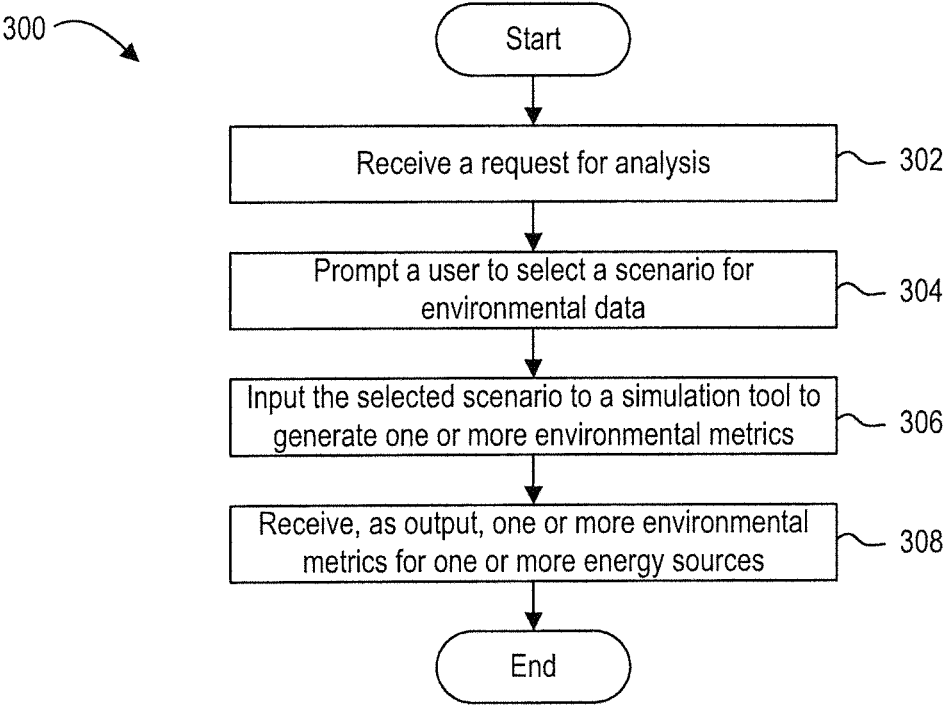 300
Start
Receive a request for analysis
302
Prompt a user to select a scenario for
environmental data
304
Input the selected scenario to a simulation tool to
generate one or more environmental metrics
306
Receive, as output, one or more environmental
metrics for one or more energy sources
308
End